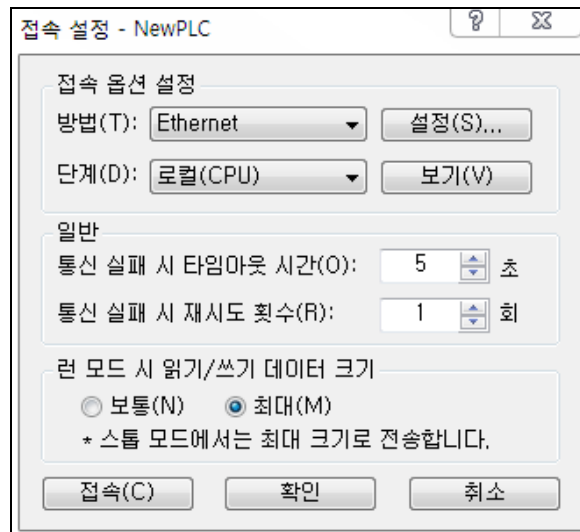 접속 설정 - NewPLC
접속 옵션 설정
방법(T): Ethernet 설정(S)...
단계(D): 로컬(CPU) 보기(V)
일반
통신 실패 시 타임아웃 시간(O): 5 초
통신 실패 시 재시도 횟수(R): 1 회
런 모드 시 읽기/쓰기 데이터 크기
보통(N) 최대(M)
* 스톱 모드에서는 최대 크기로 전송합니다.
접속(C) 확인 취소